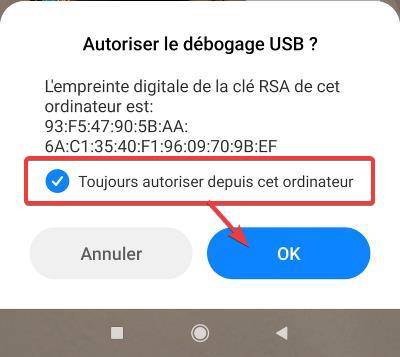 Autoriser le débogage USB ?
L'empreinte digitale de la clé RSA de cet
ordinateur est:
93:F5:47:90:5B:AA:
6A:C1:35:40:F1:96:09:70:9B:EF
Toujours autoriser depuis cet ordinateur
Annuler
OK